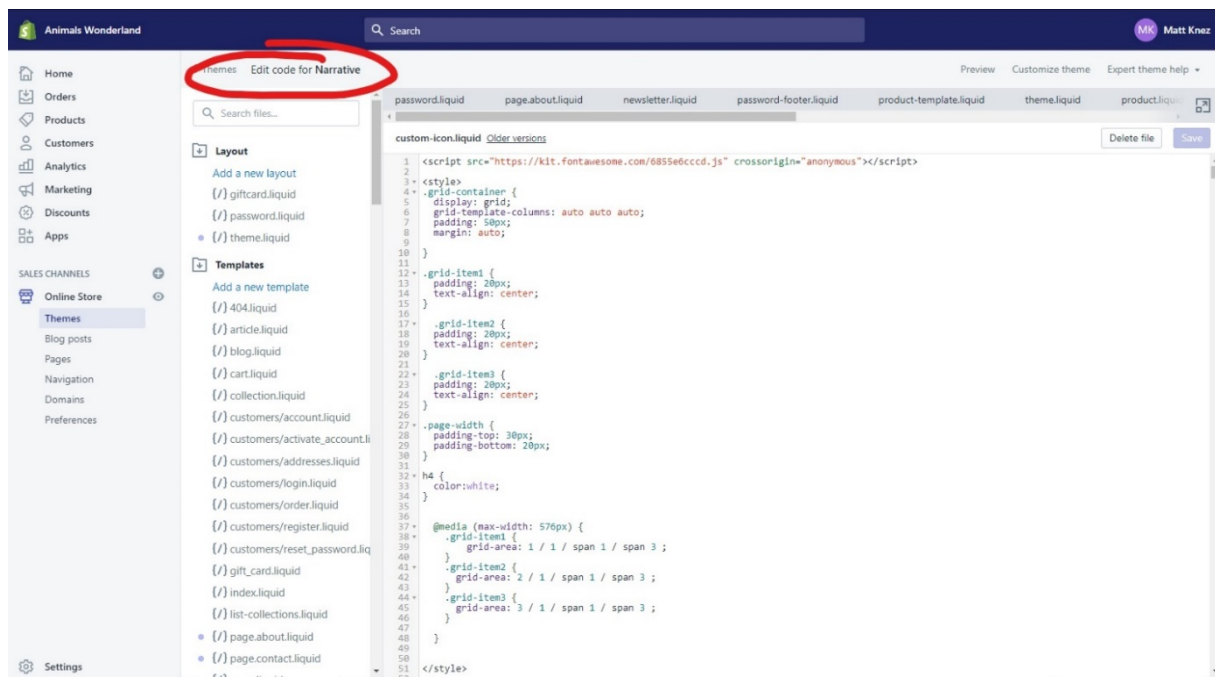 Animals Wonderland
Search
MK Matt Knez
Home
Orders
Products
Customers
Analytics
Marketing
Discounts
Apps
SALES CHANNELS
Online Store
Themes
Blog posts
Pages
Navigation
Domains
Preferences
Settings
Themes Edit code for Narrative
Preview Customize theme Expert theme help
Search files...
Layout
Add a new layout
{/} giftcard.liquid
{/} password.liquid
{/} theme.liquid
Templates
Add a new template
{/} 404.liquid
{/} article.liquid
{/} blog.liquid
{/} cart.liquid
{/} collection.liquid
{/} customers/account.liquid
{/} customers/activate_account.li
{/} customers/addresses.liquid
{/} customers/login.liquid
{/} customers/order.liquid
{/} customers/register.liquid
{/} customers/reset_password.liq
{/} gift_card.liquid
{/} index.liquid
{/} list-collections.liquid
{/} page.about.liquid
{/} page.contact.liquid
password.liquid page.about.liquid newsletter.liquid password-footer.liquid product-template.liquid theme.liquid product.liquid
custom-icon.liquid Older versions
Delete file Save
1 <script src="https://kit.fontawesome.com/6855e6cccd.js" crossorigin="anonymous"></script>
2
3 <style>
4 .grid-container {
5 display: grid;
6 grid-template-columns: auto auto auto;
7 padding: 50px;
8 margin: auto;
9
10 }
11
12 .grid-item1 {
13 padding: 20px;
14 text-align: center;
15 }
16
17 .grid-item2 {
18 padding: 20px;
19 text-align: center;
20 }
21
22 .grid-item3 {
23 padding: 20px;
24 text-align: center;
25 }
26
27 .page-width {
28 padding-top: 30px;
29 padding-bottom: 20px;
30 }
31
32 h4 {
33 color:white;
34 }
35
36
37 @media (max-width: 576px) {
38 .grid-item1 {
39 grid-area: 1 / 1 / span 1 / span 3 ;
40 }
41 .grid-item2 {
42 grid-area: 2 / 1 / span 1 / span 3 ;
43 }
44 .grid-item3 {
45 grid-area: 3 / 1 / span 1 / span 3 ;
46 }
47
48 }
49
50
51 </style>